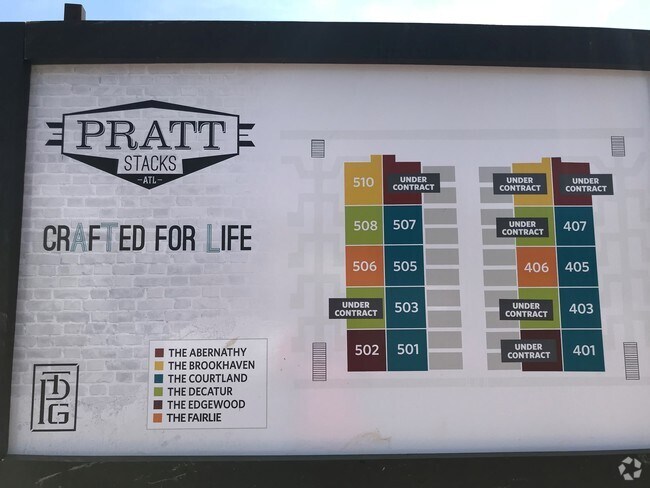 PRATT
STACKS
-ATL-
CRAFTED FOR LIFE
PDG
THE ABERNATHY
THE BROOKHAVEN
THE COURTLAND
THE DECATUR
THE EDGEWOOD
THE FAIRLIE
510
UNDER
CONTRACT
508 507
506 505
UNDER
CONTRACT
503
502 501
UNDER
CONTRACT
UNDER
CONTRACT
UNDER
CONTRACT
407
406 405
UNDER
CONTRACT
403
UNDER
CONTRACT
401